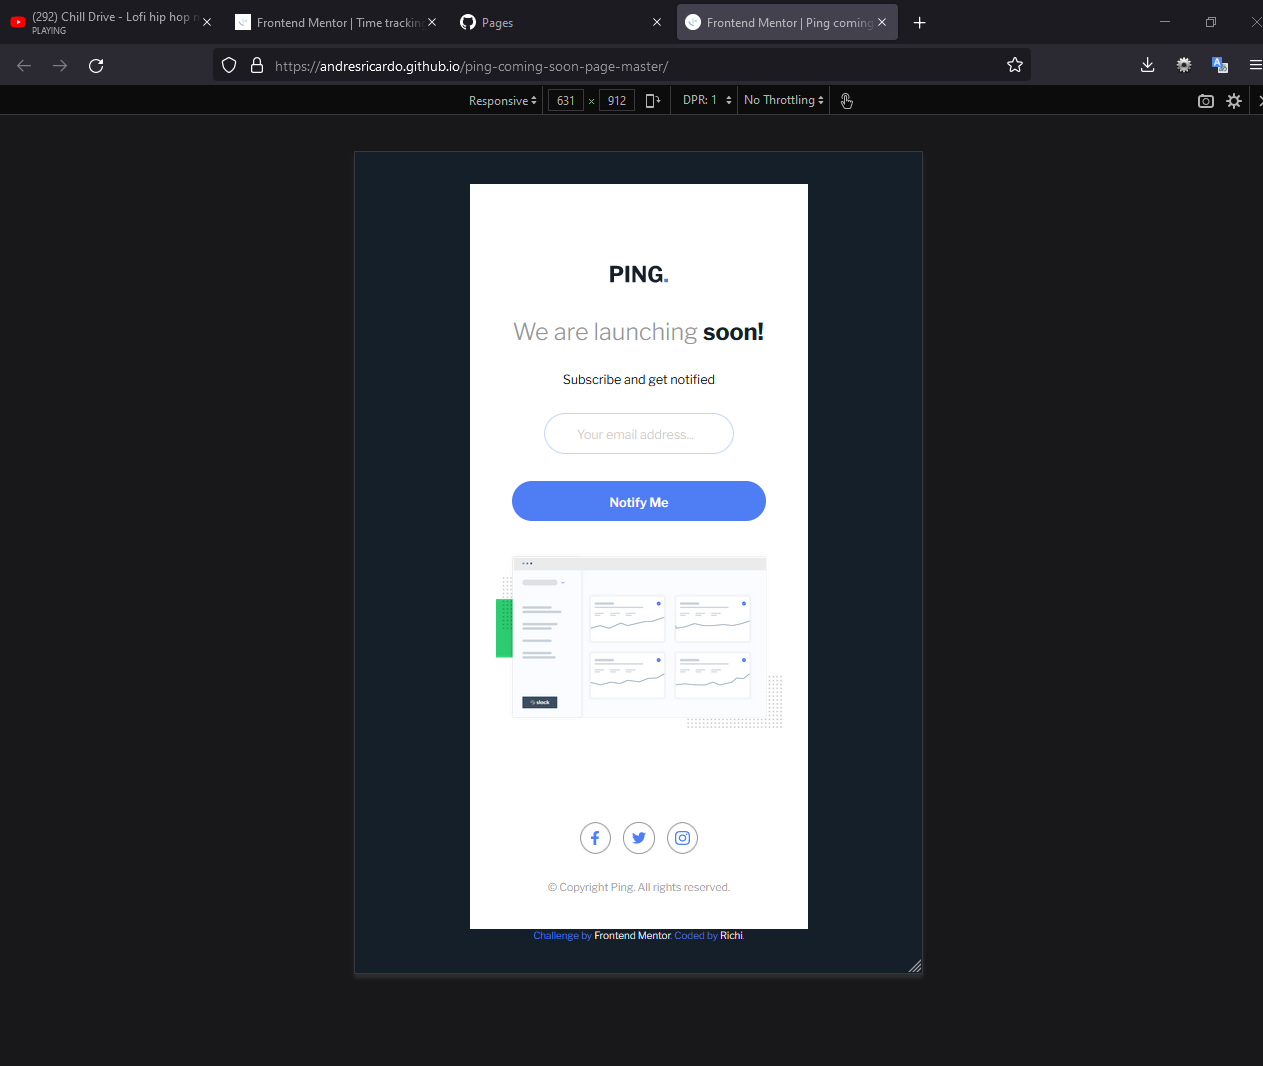 (292) Chill Drive - Lofi hip hop
PLAYING
Frontend Mentor | Time tracking
Pages
Frontend Mentor | Ping coming
https://andresricardo.github.io/ping-coming-soon-page-master/
Responsive 631 × 912 DPR: 1 No Throttling
PING.
We are launching soon!
Subscribe and get notified
Your email address...
Notify Me
slack
© Copyright Ping. All rights reserved.
Challenge by Frontend Mentor. Coded by Richi.